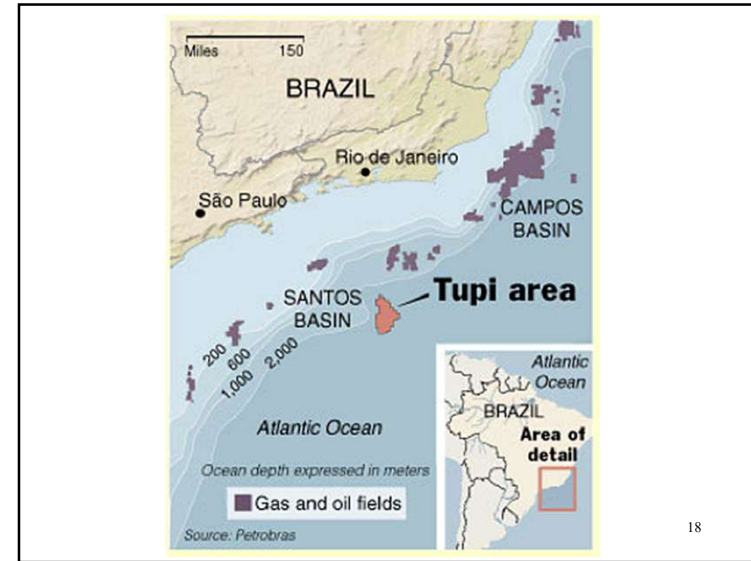 Miles 150
BRAZIL
Rio de Janeiro
São Paulo
CAMPOS
BASIN
SANTOS
BASIN
Tupi area
200
600
1,000
2,000
Atlantic Ocean
Ocean depth expressed in meters
Gas and oil fields
Source: Petrobras
Atlantic
Ocean
BRAZIL
Area of
detail
18